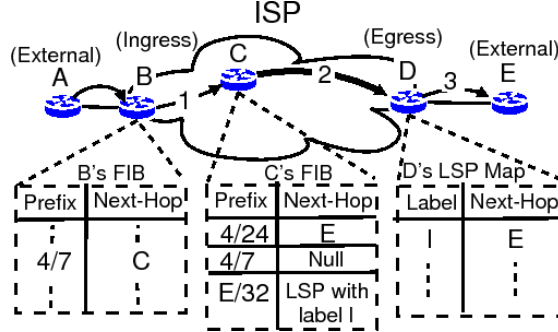 ISP
(External)
(Ingress)
C
(Egress)
(External)
A
B
D
E
1
2
3
B's FIB
Prefix Next-Hop
4/7 C
C's FIB
Prefix Next-Hop
4/24 E
4/7 Null
E/32 LSP with
label l
D's LSP Map
Label Next-Hop
l E